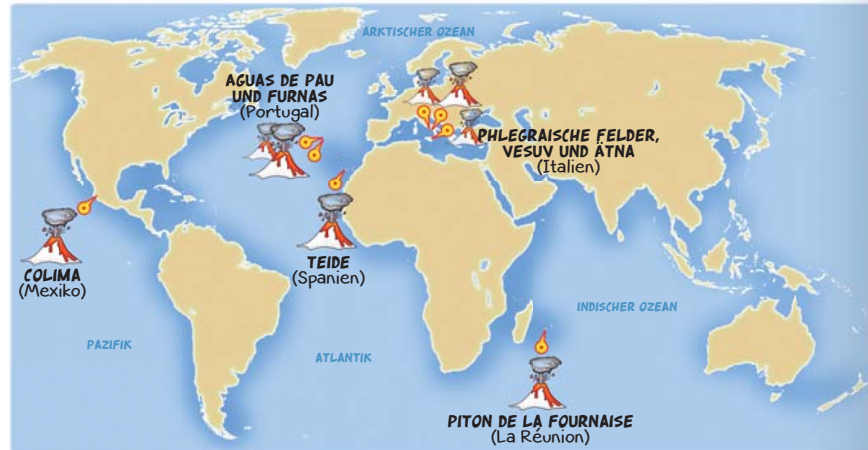 ARKTISCHER OZEAN
AGUAS DE PAU
UND FURNAS
(Portugal)
PHLEGRAISCHE FELDER,
VESUV UND ÄTNA
(Italien)
COLIMA
(Mexiko)
TEIDE
(Spanien)
INDISCHER OZEAN
PAZIFIK
ATLANTIK
PITON DE LA FOURNAISE
(La Réunion)